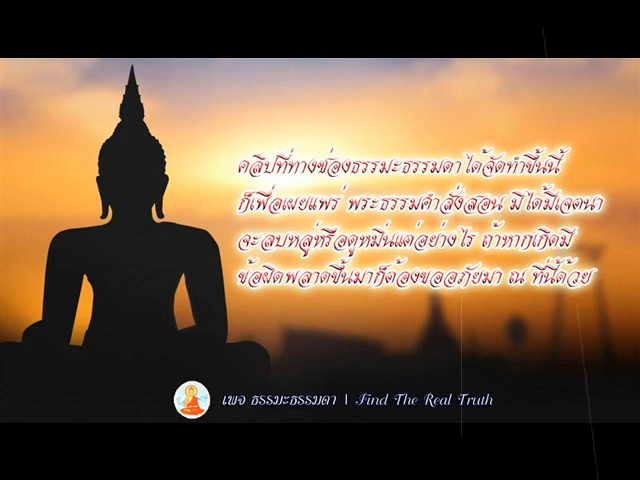 คลิปที่ทางช่องธรรมะธรรมดา ได้จัดทำขึ้นนี้
ก็เพื่อเผยแพร่ พระธรรมคำสั่งสอน มิได้มีเจตนา
จะลบหลู่หรือดูหมิ่นแต่อย่างไร ถ้าหากเกิดมี
ข้อผิดพลาดขึ้นมาก็ต้องขออภัยมา ณ ที่นี้ด้วย
เพจ ธรรมะธรรมดา | Find The Real Truth